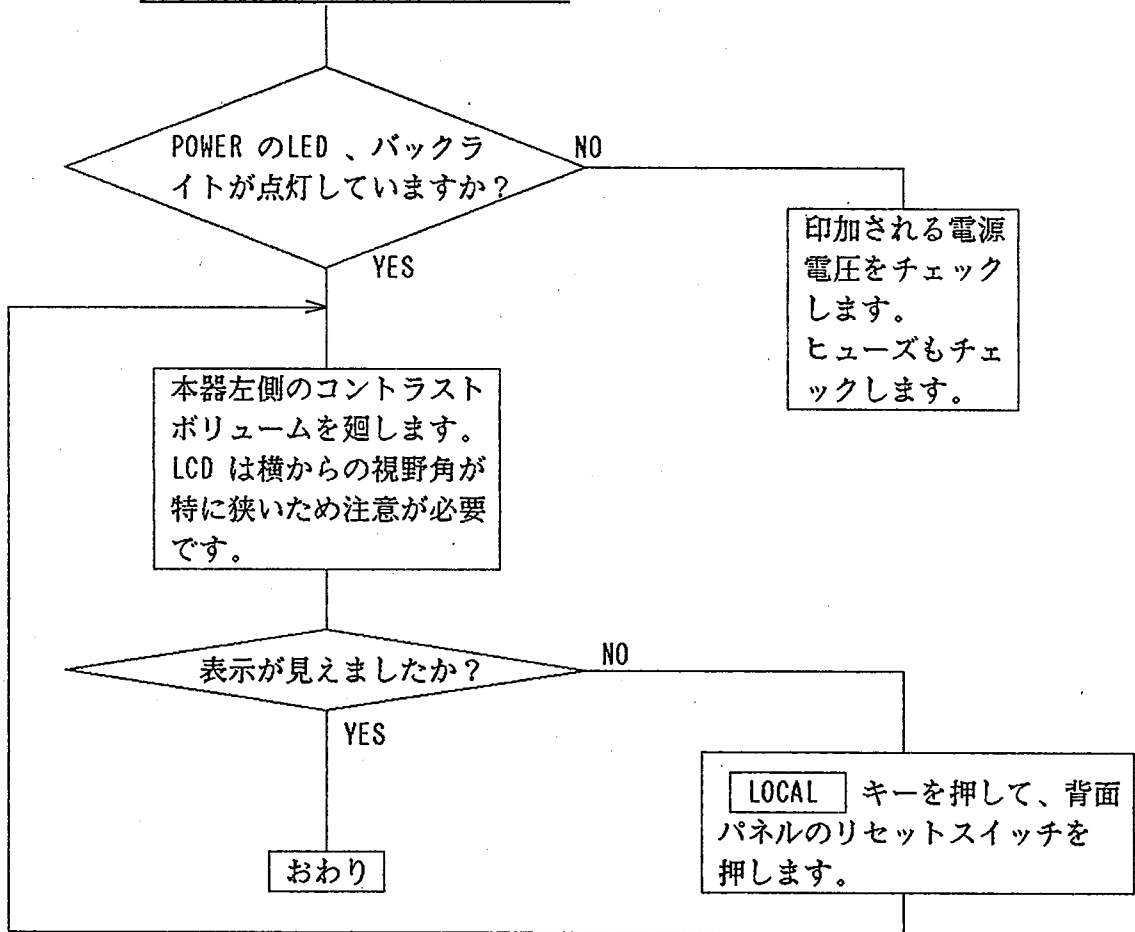 POWER のLED 、バックラ
イトが点灯していますか？
NO
YES
印加される電源
電圧をチェック
します。
ヒューズもチェ
ックします。
本器左側のコントラスト
ボリュームを廻します。
LCD は横からの視野角が
特に狭いため注意が必要
です。
表示が見えましたか？
NO
YES
LOCAL キーを押して、背面
パネルのリセットスイッチを
押します。
おわり